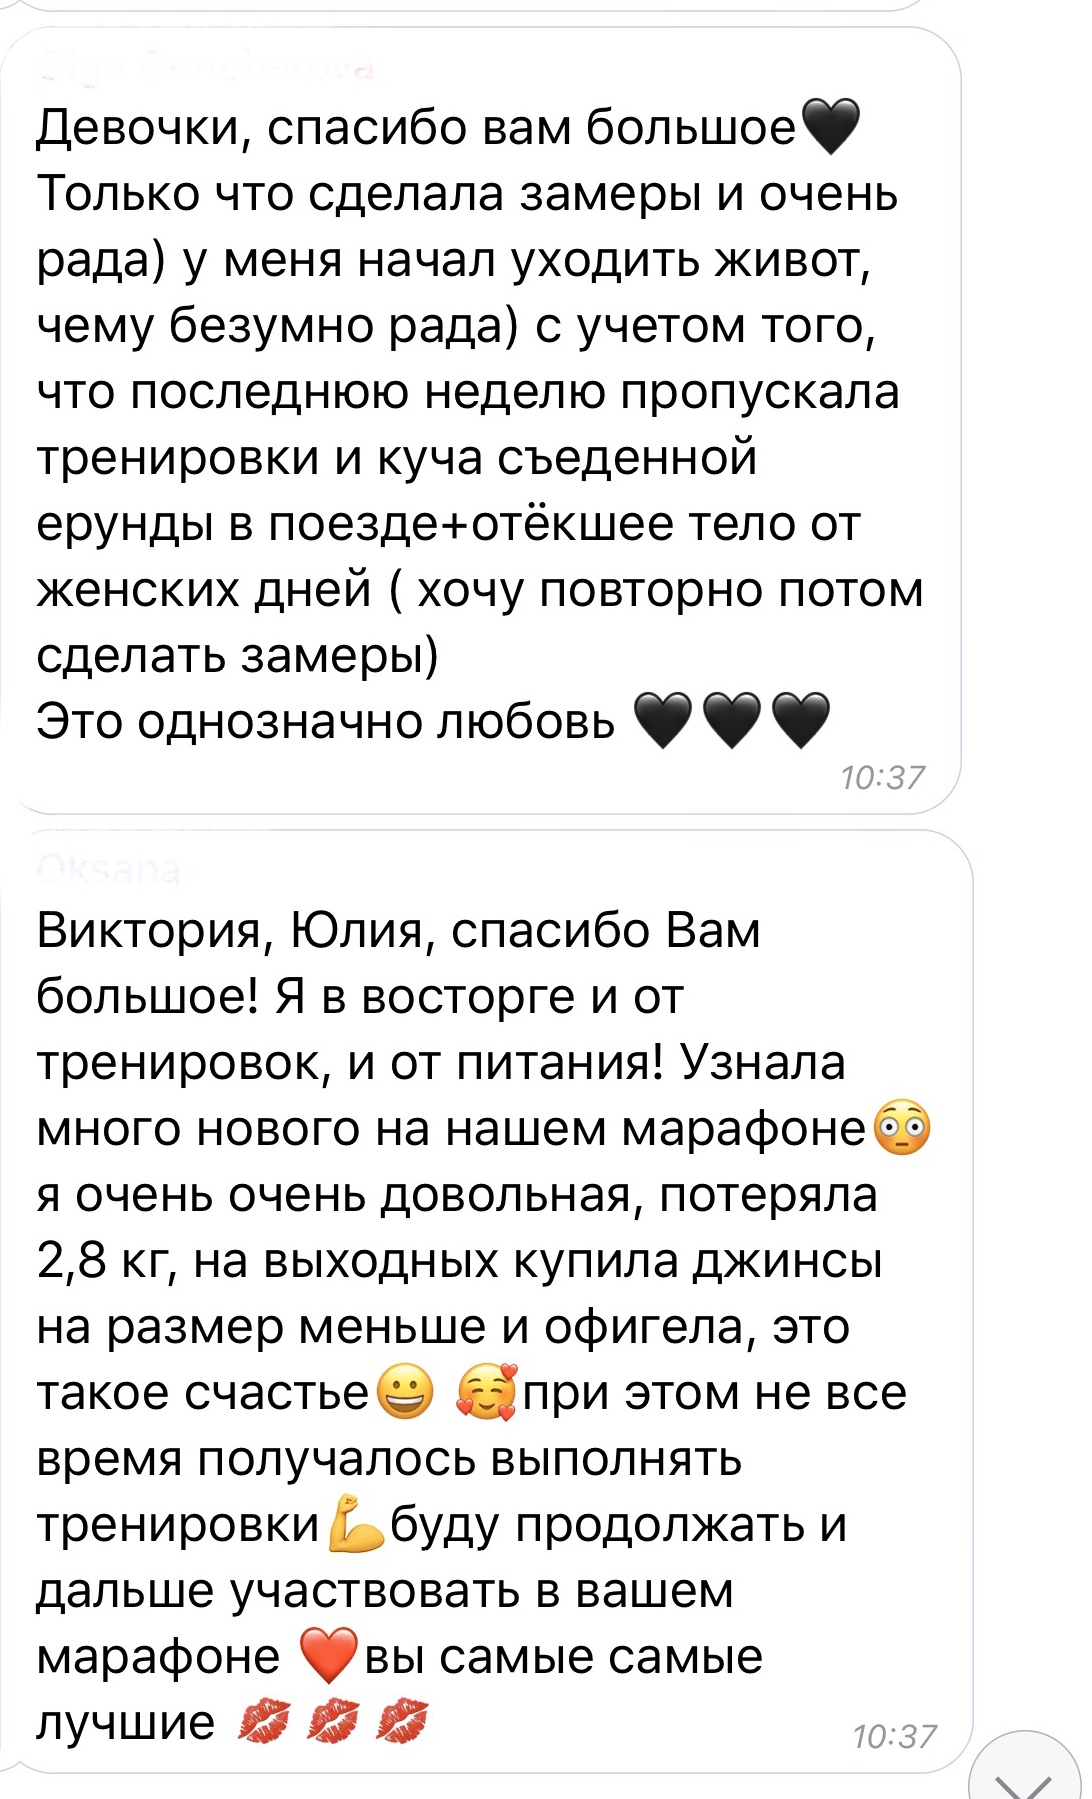 Olga Goncharova
Девочки, спасибо вам большое🖤
Только что сделала замеры и очень
рада) у меня начал уходить живот,
чему безумно рада) с учетом того,
что последнюю неделю пропускала
тренировки и куча съеденной
ерунды в поезде+отёкшее тело от
женских дней ( хочу повторно потом
сделать замеры)
Это однозначно любовь 🖤🖤🖤
10:37
Oksana
Виктория, Юлия, спасибо Вам
большое! Я в восторге и от
тренировок, и от питания! Узнала
много нового на нашем марафоне😳
я очень очень довольная, потеряла
2,8 кг, на выходных купила джинсы
на размер меньше и офигела, это
такое счастье😀 🥰при этом не все
время получалось выполнять
тренировки💪буду продолжать и
дальше участвовать в вашем
марафоне ❤️вы самые самые
лучшие 💋💋💋
10:37